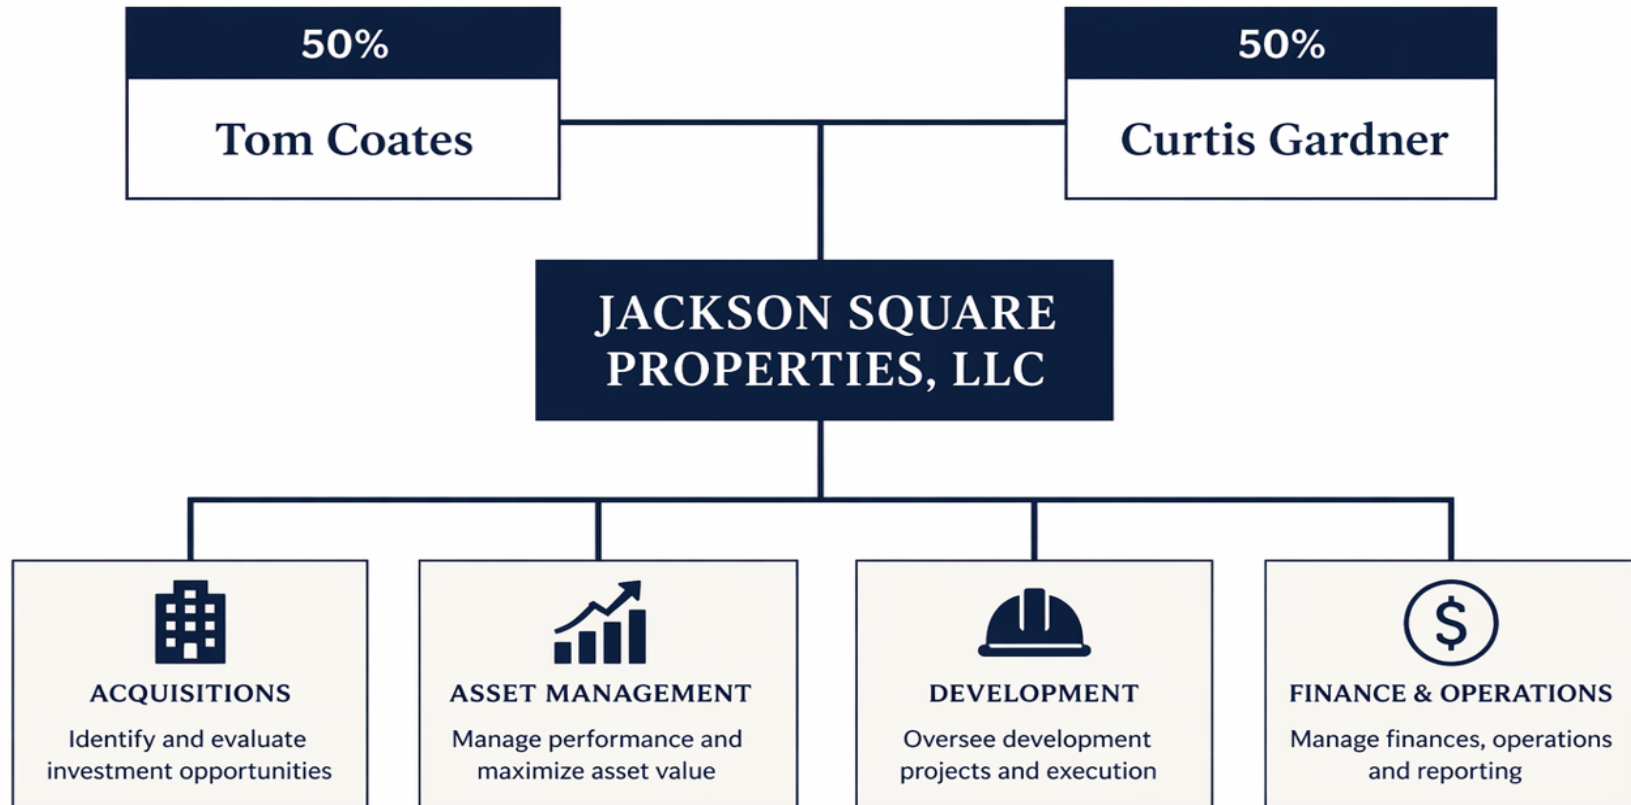 50%
50%
Tom Coates
Curtis Gardner
JACKSON SQUARE
PROPERTIES, LLC
ACQUISITIONS
Identify and evaluate
investment opportunities
ASSET MANAGEMENT
Manage performance and
maximize asset value
DEVELOPMENT
Oversee development
projects and execution
$
FINANCE & OPERATIONS
Manage finances, operations
and reporting